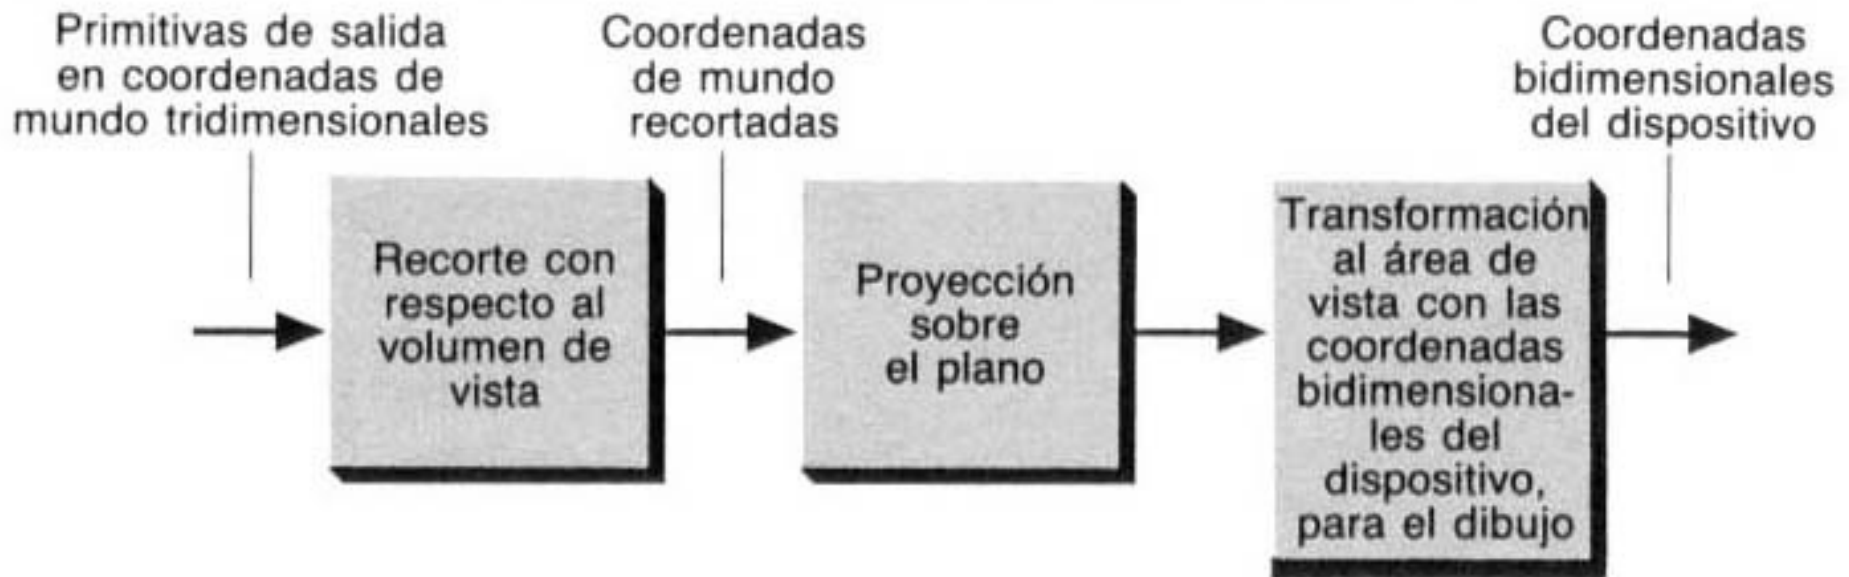 Primitivas de salida
en coordenadas de
mundo tridimensionales
Coordenadas
de mundo
recortadas
Coordenadas
bidimensionales
del dispositivo
Recorte con
respecto al
volumen de
vista
Proyección
sobre
el plano
Transformación
al área de
vista con las
coordenadas
bidimensiona-
les del
dispositivo,
para el dibujo